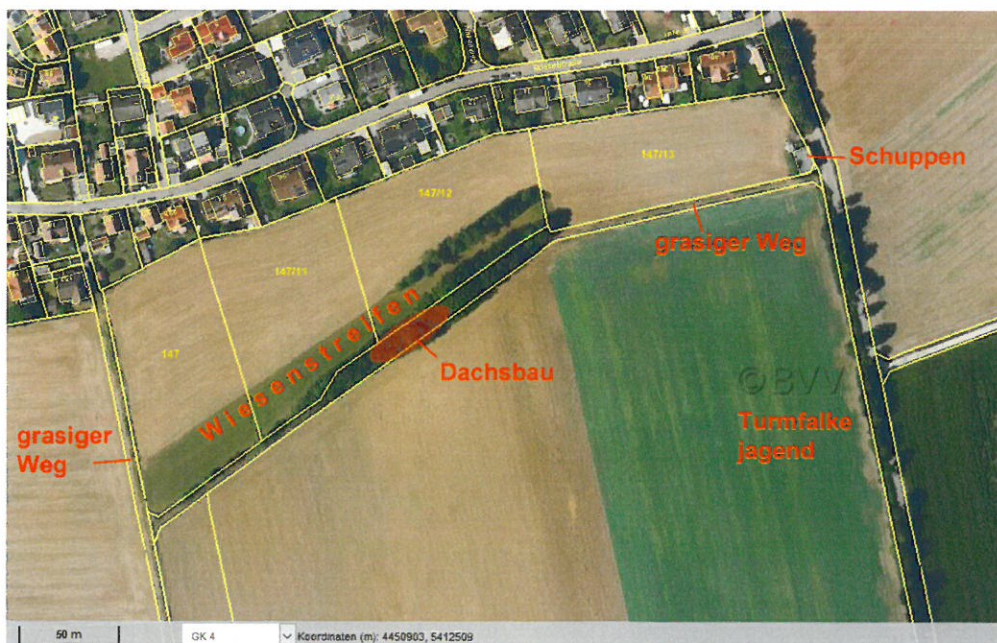 147/13
Schuppen
147/12
grasiger Weg
147/11
Wiesenstreifen
147
Dachsbau
©BVV
Turmfalke
jagend
grasiger
Weg
50 m
GK 4
Koordinaten (m): 4450903, 5412509